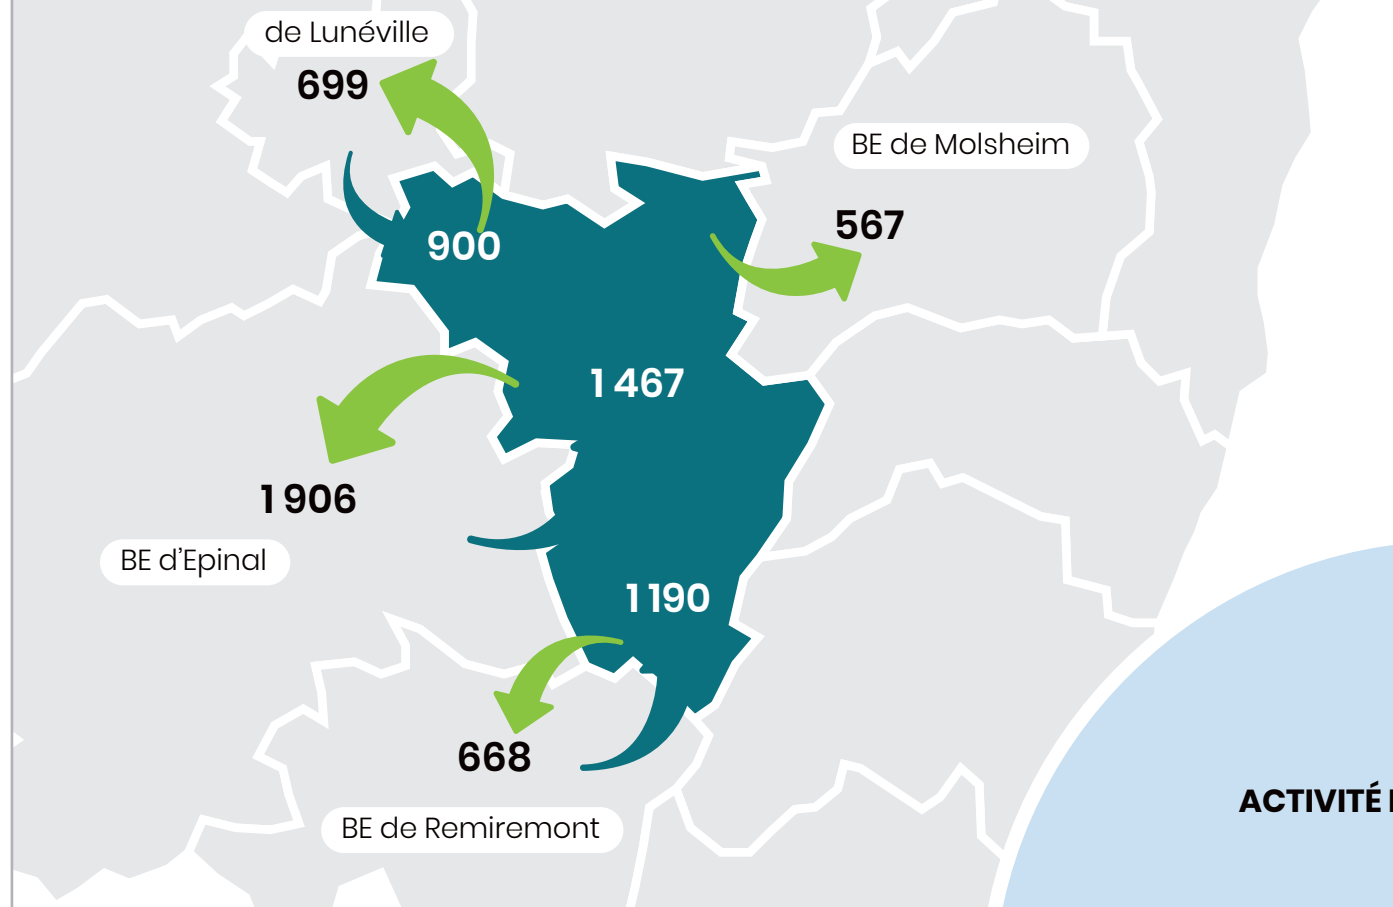 de Lunéville
699
BE de Molsheim
567
900
1 467
1 906
BE d’Epinal
1 190
668
ACTIVITÉ
BE de Remiremont